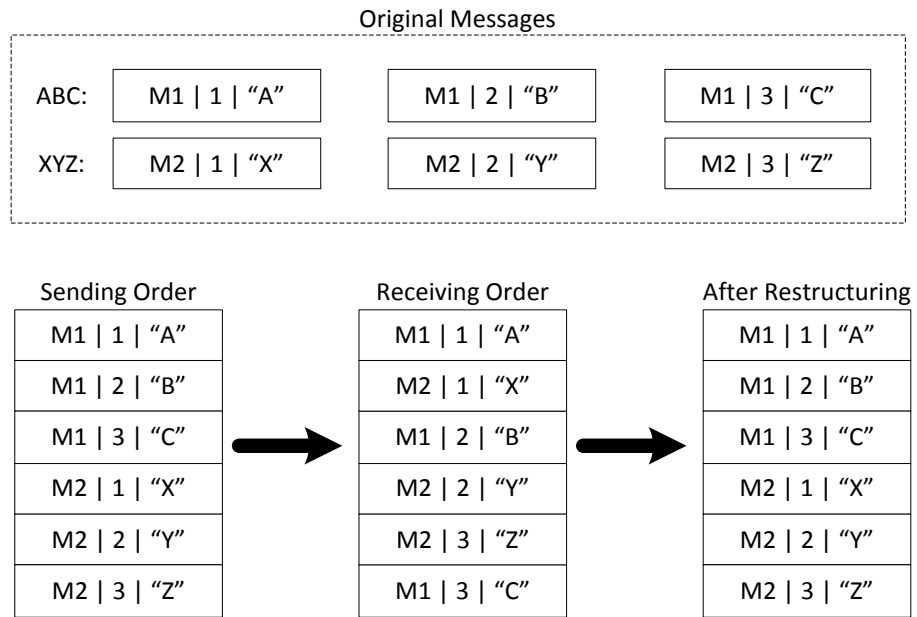 Original Messages
ABC: M1 | 1 | “A” M1 | 2 | “B” M1 | 3 | “C”
XYZ: M2 | 1 | “X” M2 | 2 | “Y” M2 | 3 | “Z”
Sending Order Receiving Order After Restructuring
M1 | 1 | “A” M1 | 1 | “A” M1 | 1 | “A”
M1 | 2 | “B” M2 | 1 | “X” M1 | 2 | “B”
M1 | 3 | “C” M1 | 2 | “B” M1 | 3 | “C”
M2 | 1 | “X” M2 | 2 | “Y” M2 | 1 | “X”
M2 | 2 | “Y” M2 | 3 | “Z” M2 | 2 | “Y”
M2 | 3 | “Z” M1 | 3 | “C” M2 | 3 | “Z”